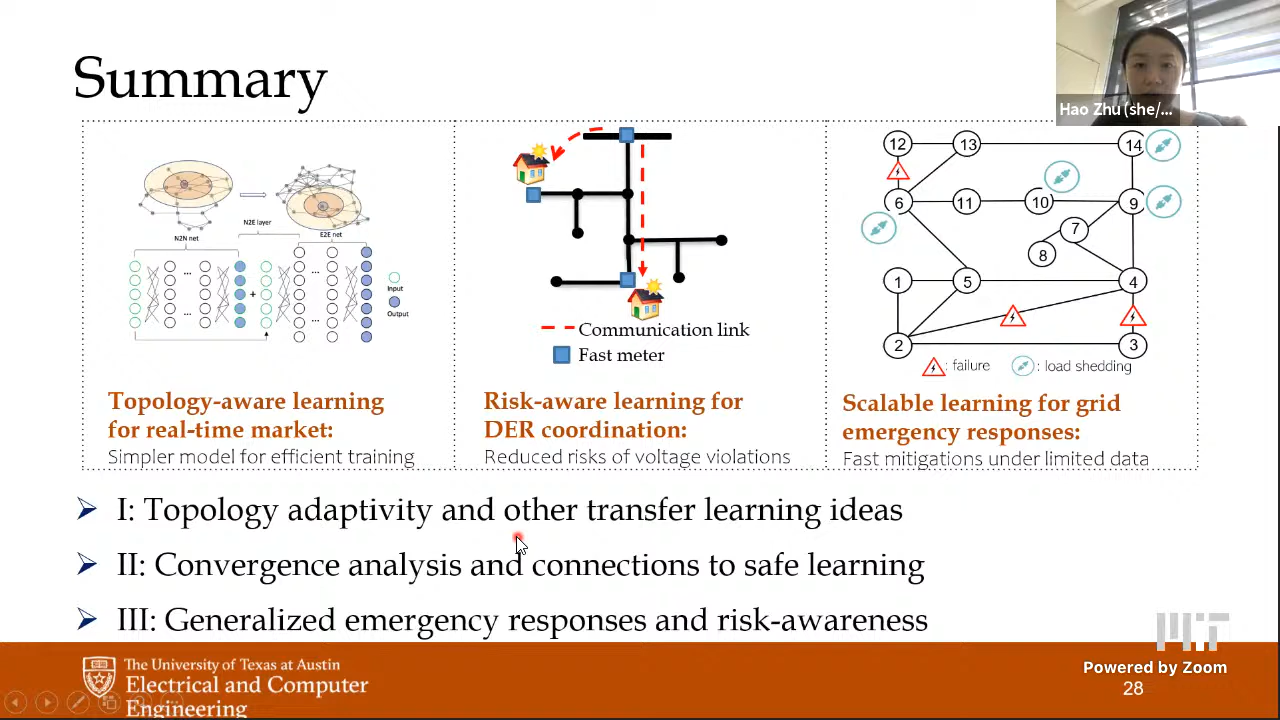 Summary
Hao Zhu (she/...
N2E layer
N2N net
E2E net
...
...
+
Input
Output
Communication link
Fast meter
12
13
14
6
11
10
9
7
8
1
5
4
2
3
: failure
: load shedding
Topology-aware learning
for real-time market:
Simpler model for efficient training
Risk-aware learning for
DER coordination:
Reduced risks of voltage violations
Scalable learning for grid
emergency responses:
Fast mitigations under limited data
I: Topology adaptivity and other transfer learning ideas
II: Convergence analysis and connections to safe learning
III: Generalized emergency responses and risk-awareness
The University of Texas at Austin
Electrical and Computer
Engineering
MIT
Powered by Zoom
28